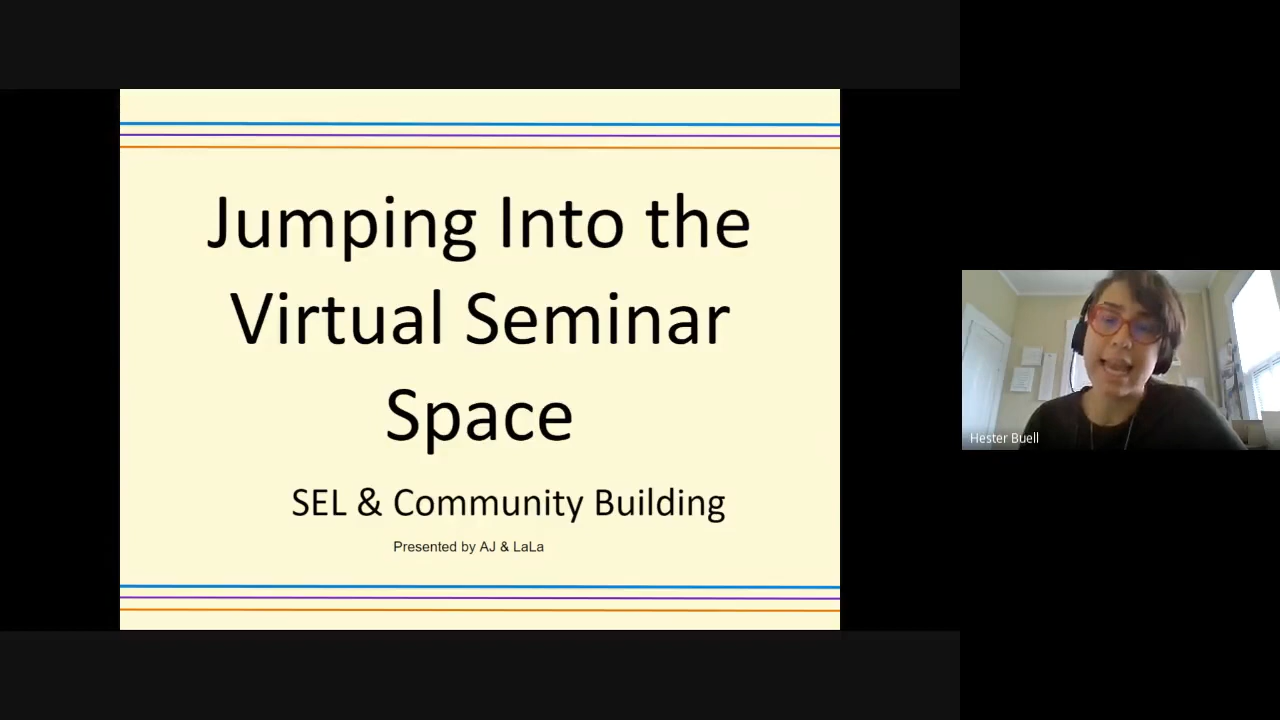 Jumping Into the
Virtual Seminar
Space
SEL & Community Building
Presented by AJ & LaLa
Hester Buell